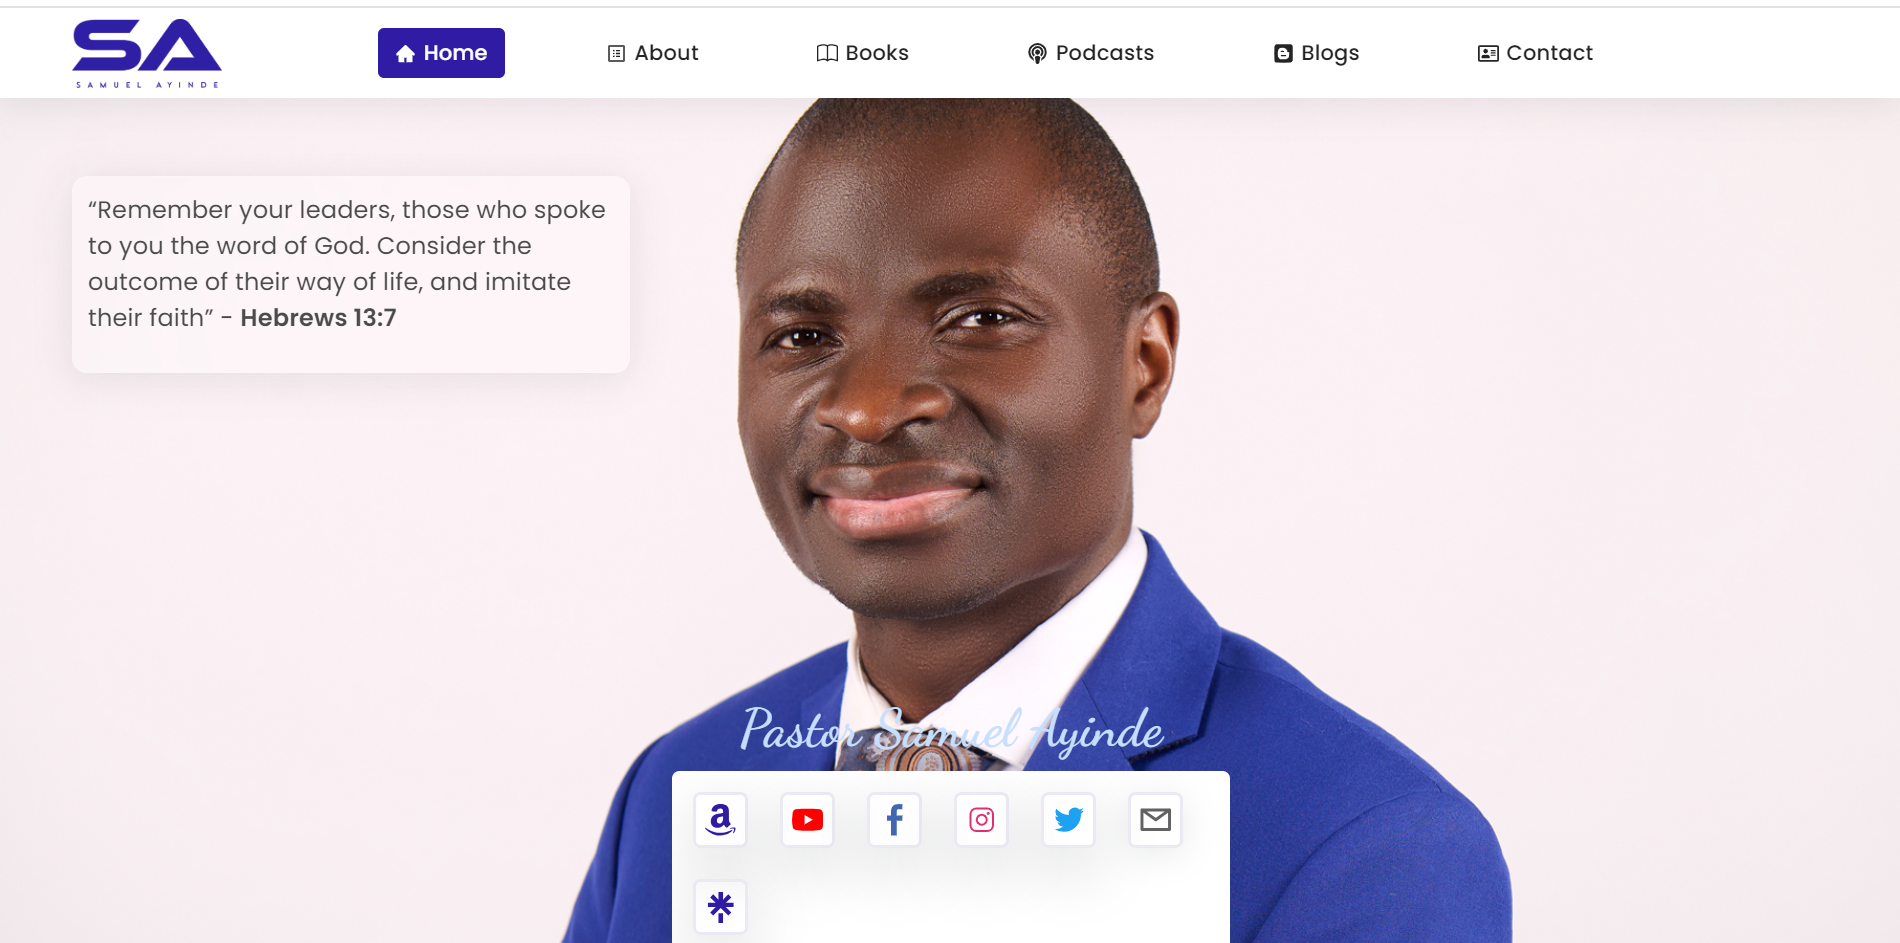 SA
SAMUEL AYINDE
Home
About
Books
Podcasts
Blogs
Contact
“Remember your leaders, those who spoke
to you the word of God. Consider the
outcome of their way of life, and imitate
their faith” - Hebrews 13:7
Pastor Samuel Ayinde